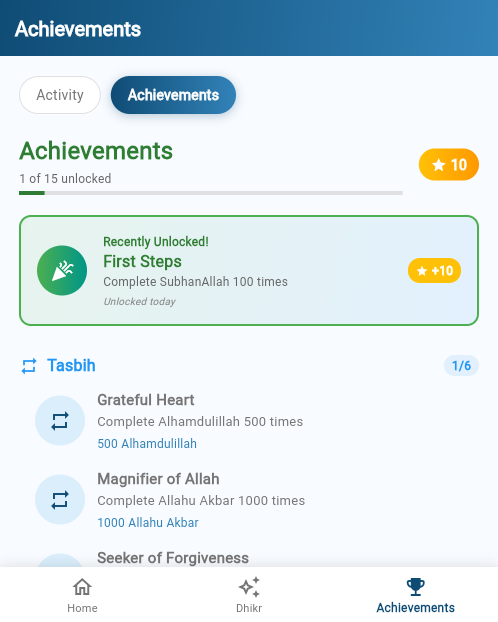 Achievements
Activity
Achievements
Achievements
10
1 of 15 unlocked
Recently Unlocked!
First Steps
+10
Complete SubhanAllah 100 times
Unlocked today
Tasbih
1/6
Grateful Heart
Complete Alhamdulillah 500 times
500 Alhamdulillah
Magnifier of Allah
Complete Allahu Akbar 1000 times
1000 Allahu Akbar
Seeker of Forgiveness
Home
Dhikr
Achievements